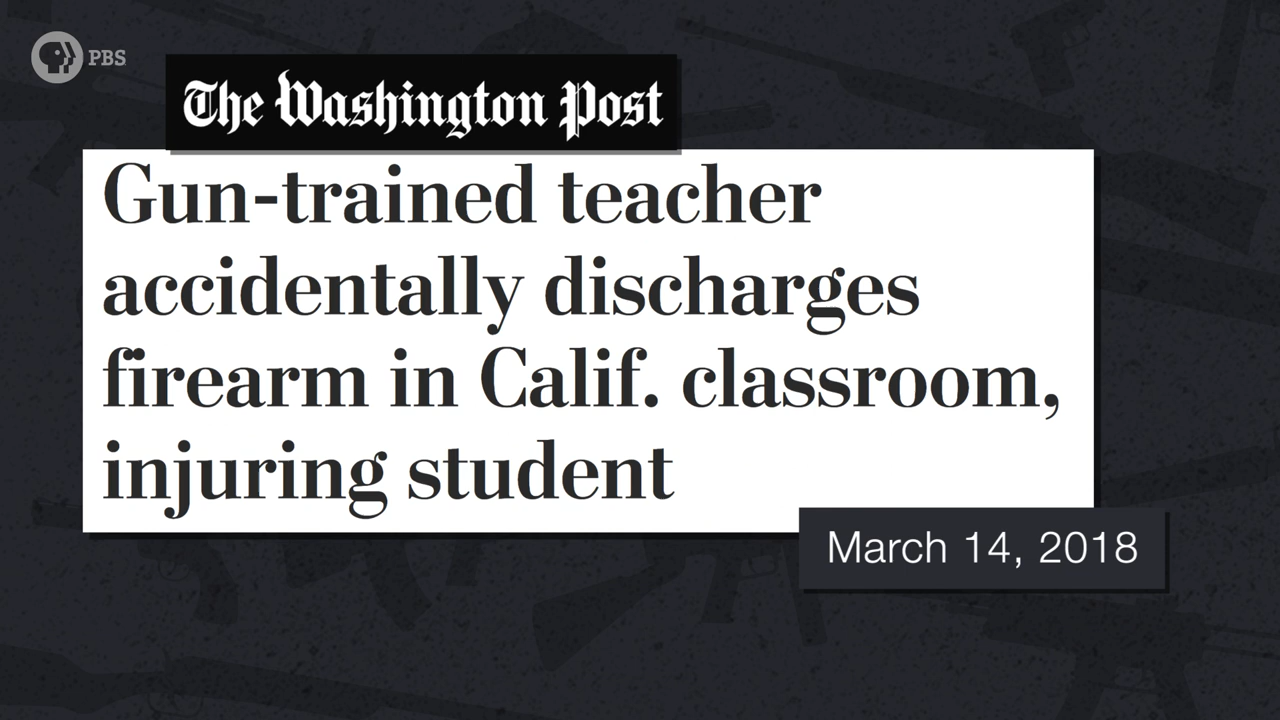 PBS
The Washington Post
Gun-trained teacher
accidentally discharges
firearm in Calif. classroom,
injuring student
March 14, 2018